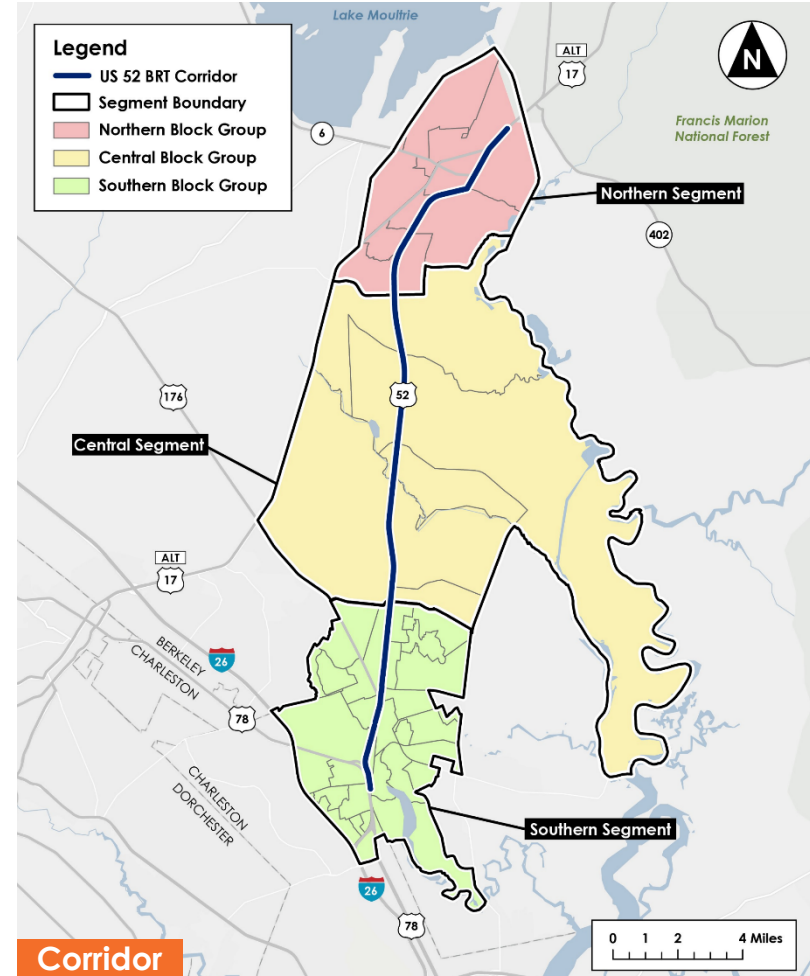 Lake Moultrie
Legend
US 52 BRT Corridor
Segment Boundary
Northern Block Group
Central Block Group
Southern Block Group
ALT
17
N
Francis Marion
National Forest
6
Northern Segment
402
176
52
Central Segment
ALT
17
BERKELEY
CHARLESTON
26
78
CHARLESTON
DORCHESTER
Southern Segment
26
78
0 1 2 4 Miles
Corridor